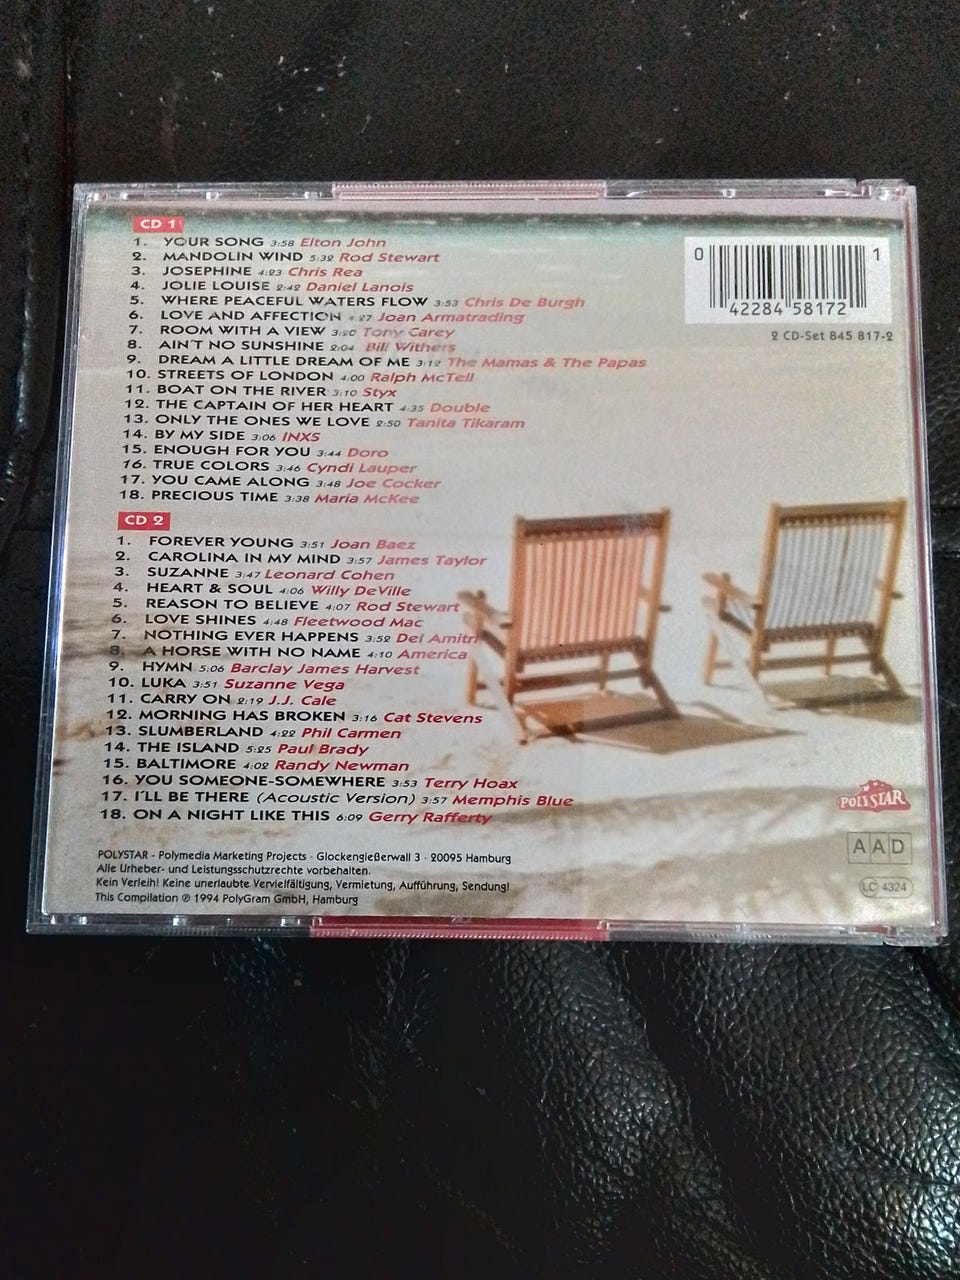 CD 1
1. YOUR SONG 3:58 Elton John
2. MANDOLIN WIND 5:32 Rod Stewart
3. JOSEPHINE 4:23 Chris Rea
4. JOLIE LOUISE 2:42 Daniel Lanois
5. WHERE PEACEFUL WATERS FLOW 3:53 Chris De Burgh
6. LOVE AND AFFECTION 4:27 Joan Armatrading
7. ROOM WITH A VIEW 3:20 Tony Carey
8. AIN'T NO SUNSHINE 2:04 Bill Withers
9. DREAM A LITTLE DREAM OF ME 3:12 The Mamas & The Papas
10. STREETS OF LONDON 4:00 Ralph McTell
11. BOAT ON THE RIVER 3:10 Styx
12. THE CAPTAIN OF HER HEART 4:35 Double
13. ONLY THE ONES WE LOVE 2:50 Tanita Tikaram
14. BY MY SIDE 3:06 INXS
15. ENOUGH FOR YOU 3:44 Doro
16. TRUE COLORS 3:46 Cyndi Lauper
17. YOU CAME ALONG 3:48 Joe Cocker
18. PRECIOUS TIME 3:38 Maria McKee
CD 2
1. FOREVER YOUNG 3:51 Joan Baez
2. CAROLINA IN MY MIND 3:57 James Taylor
3. SUZANNE 3:47 Leonard Cohen
4. HEART & SOUL 4:06 Willy DeVille
5. REASON TO BELIEVE 4:07 Rod Stewart
6. LOVE SHINES 4:48 Fleetwood Mac
7. NOTHING EVER HAPPENS 3:52 Del Amitri
8. A HORSE WITH NO NAME 4:10 America
9. HYMN 5:06 Barclay James Harvest
10. LUKA 3:51 Suzanne Vega
11. CARRY ON 2:19 J.J. Cale
12. MORNING HAS BROKEN 3:16 Cat Stevens
13. SLUMBERLAND 4:22 Phil Carmen
14. THE ISLAND 5:25 Paul Brady
15. BALTIMORE 4:02 Randy Newman
16. YOU SOMEONE-SOMEWHERE 3:53 Terry Hoax
17. I'LL BE THERE (Acoustic Version) 3:57 Memphis Blue
18. ON A NIGHT LIKE THIS 6:09 Gerry Rafferty
POLYSTAR - Polymedia Marketing Projects · Glockengießerwall 3 · 20095 Hamburg
Alle Urheber- und Leistungsschutzrechte vorbehalten.
Kein Verleih! Keine unerlaubte Vervielfältigung, Vermietung, Aufführung, Sendung!
This Compilation ℗ 1994 PolyGram GmbH, Hamburg
0 42284 58172 1
2 CD-Set 845 817-2
POLYSTAR
AAD
LC 4324